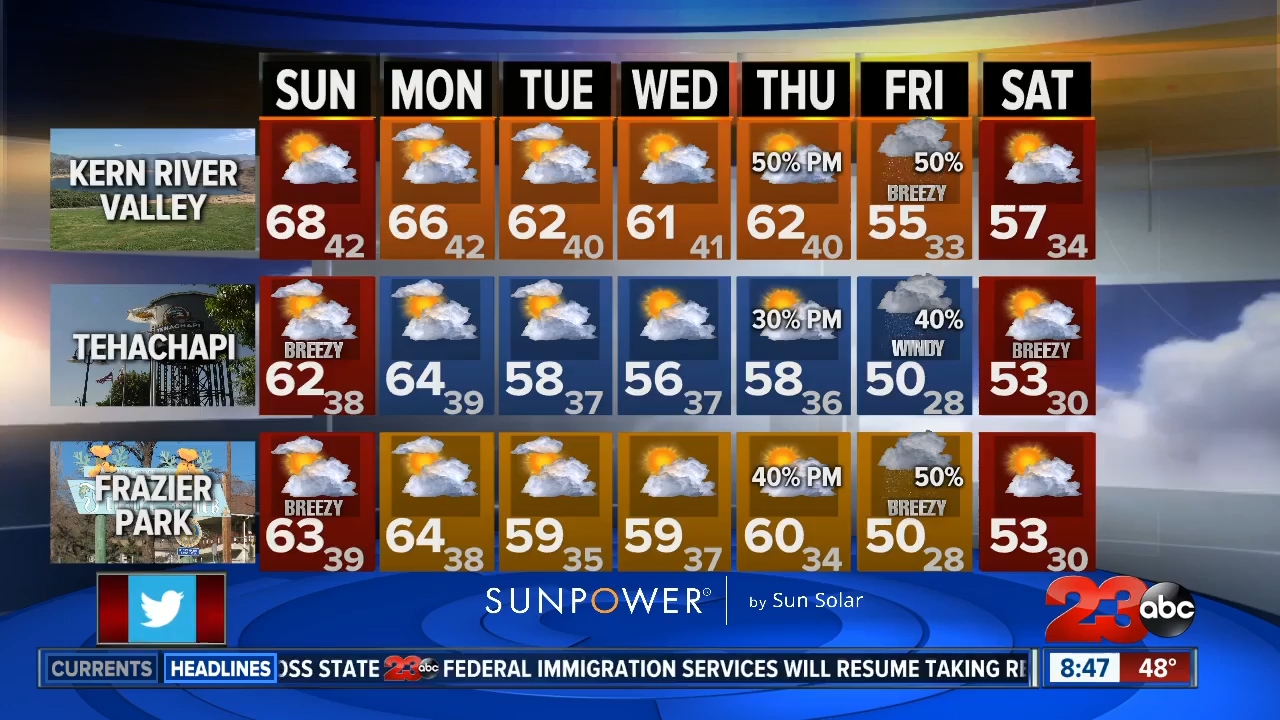 SUN MON TUE WED THU FRI SAT
KERN RIVER
VALLEY
50% PM
50%
BREEZY
68 42 66 42 62 40 61 41 62 40 55 33 57 34
TEHACHAPI
BREEZY
30% PM
40%
WINDY
BREEZY
62 38 64 39 58 37 56 37 58 36 50 28 53 30
FRAZIER
PARK
BREEZY
40% PM
50%
BREEZY
63 39 64 38 59 35 59 37 60 34 50 28 53 30
SUNPOWER® by Sun Solar
23 abc
CURRENTS HEADLINES OSS STATE 23 abc FEDERAL IMMIGRATION SERVICES WILL RESUME TAKING RE 8:47 48°